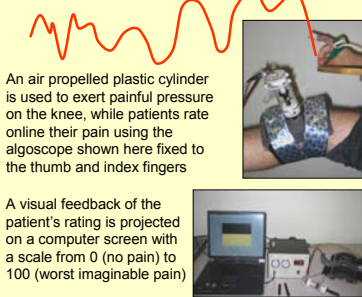 An air propelled plastic cylinder
is used to exert painful pressure
on the knee, while patients rate
online their pain using the
algoscope shown here fixed to
the thumb and index fingers
A visual feedback of the
patient's rating is projected
on a computer screen with
a scale from 0 (no pain) to
100 (worst imaginable pain)